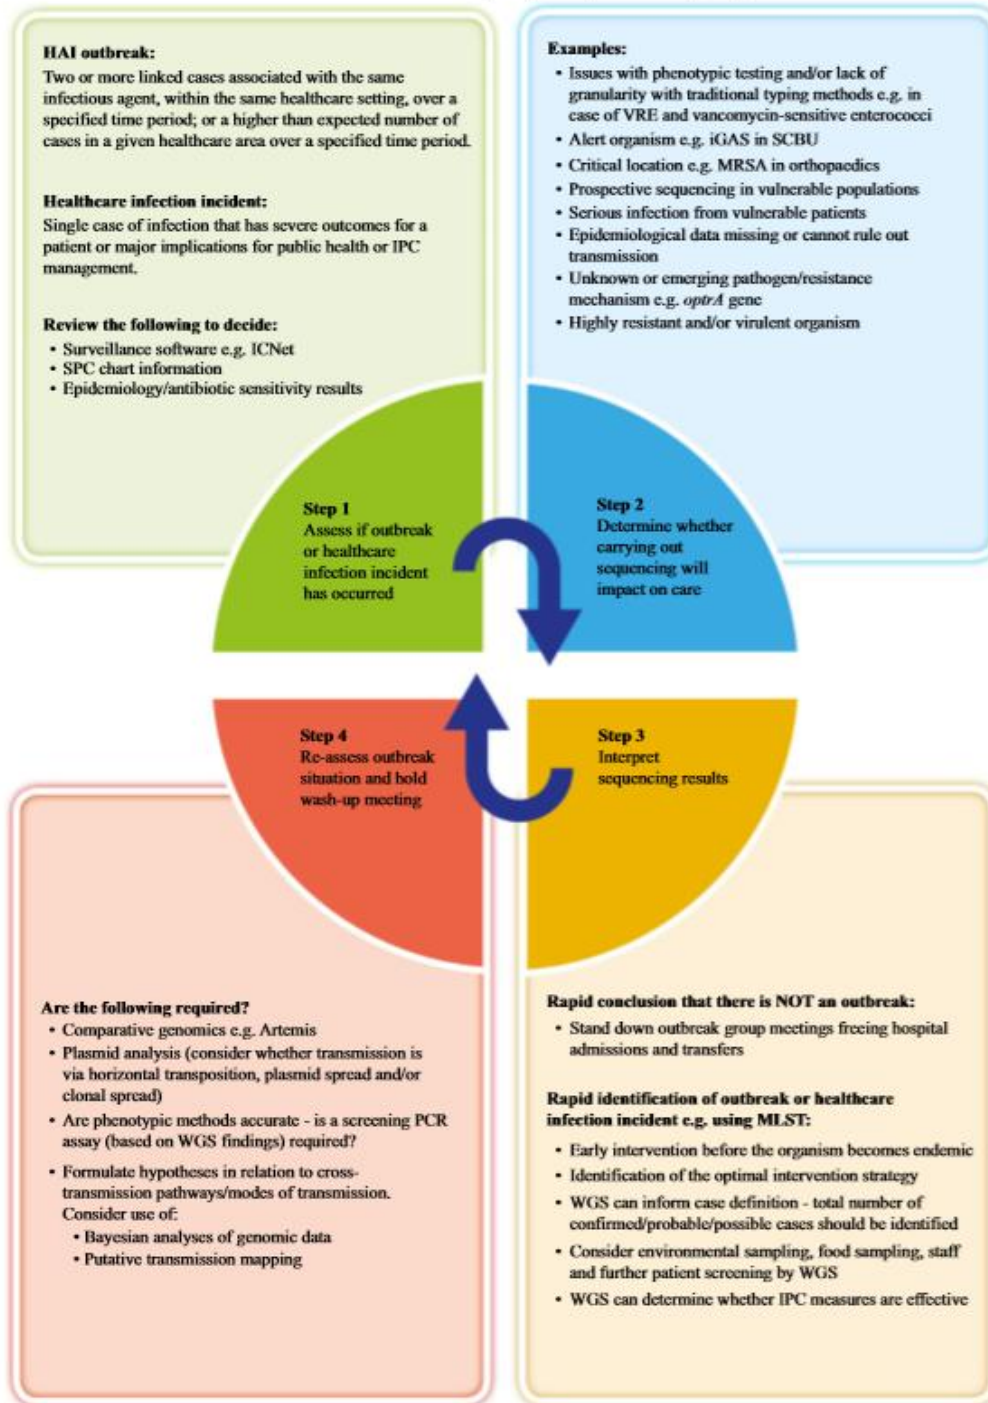 HAI outbreak:
Two or more linked cases associated with the same
infectious agent, within the same healthcare setting, over a
specified time period; or a higher than expected number of
cases in a given healthcare area over a specified time period.
Healthcare infection incident:
Single case of infection that has severe outcomes for a
patient or major implications for public health or IPC
management.
Review the following to decide:
• Surveillance software e.g. ICNet
• SPC chart information
• Epidemiology/antibiotic sensitivity results
Examples:
• Issues with phenotypic testing and/or lack of
granularity with traditional typing methods e.g. in
case of VRE and vancomycin-sensitive enterococci
• Alert organism e.g. iGAS in SCBU
• Critical location e.g. MRSA in orthopaedics
• Prospective sequencing in vulnerable populations
• Serious infection from vulnerable patients
• Epidemiological data missing or cannot rule out
transmission
• Unknown or emerging pathogen/resistance
mechanism e.g. optrA gene
• Highly resistant and/or virulent organism
Step 1
Assess if outbreak
or healthcare
infection incident
has occurred
Step 2
Determine whether
carrying out
sequencing will
impact on care
Step 4
Re-assess outbreak
situation and hold
wash-up meeting
Step 3
Interpret
sequencing results
Are the following required?
• Comparative genomics e.g. Artemis
• Plasmid analysis (consider whether transmission is
via horizontal transposition, plasmid spread and/or
clonal spread)
• Are phenotypic methods accurate - is a screening PCR
assay (based on WGS findings) required?
• Formulate hypotheses in relation to cross-
transmission pathways/modes of transmission.
Consider use of:
• Bayesian analyses of genomic data
• Putative transmission mapping
Rapid conclusion that there is NOT an outbreak:
• Stand down outbreak group meetings freeing hospital
admissions and transfers
Rapid identification of outbreak or healthcare
infection incident e.g. using MLST:
• Early intervention before the organism becomes endemic
• Identification of the optimal intervention strategy
• WGS can inform case definition - total number of
confirmed/probable/possible cases should be identified
• Consider environmental sampling, food sampling, staff
and further patient screening by WGS
• WGS can determine whether IPC measures are effective